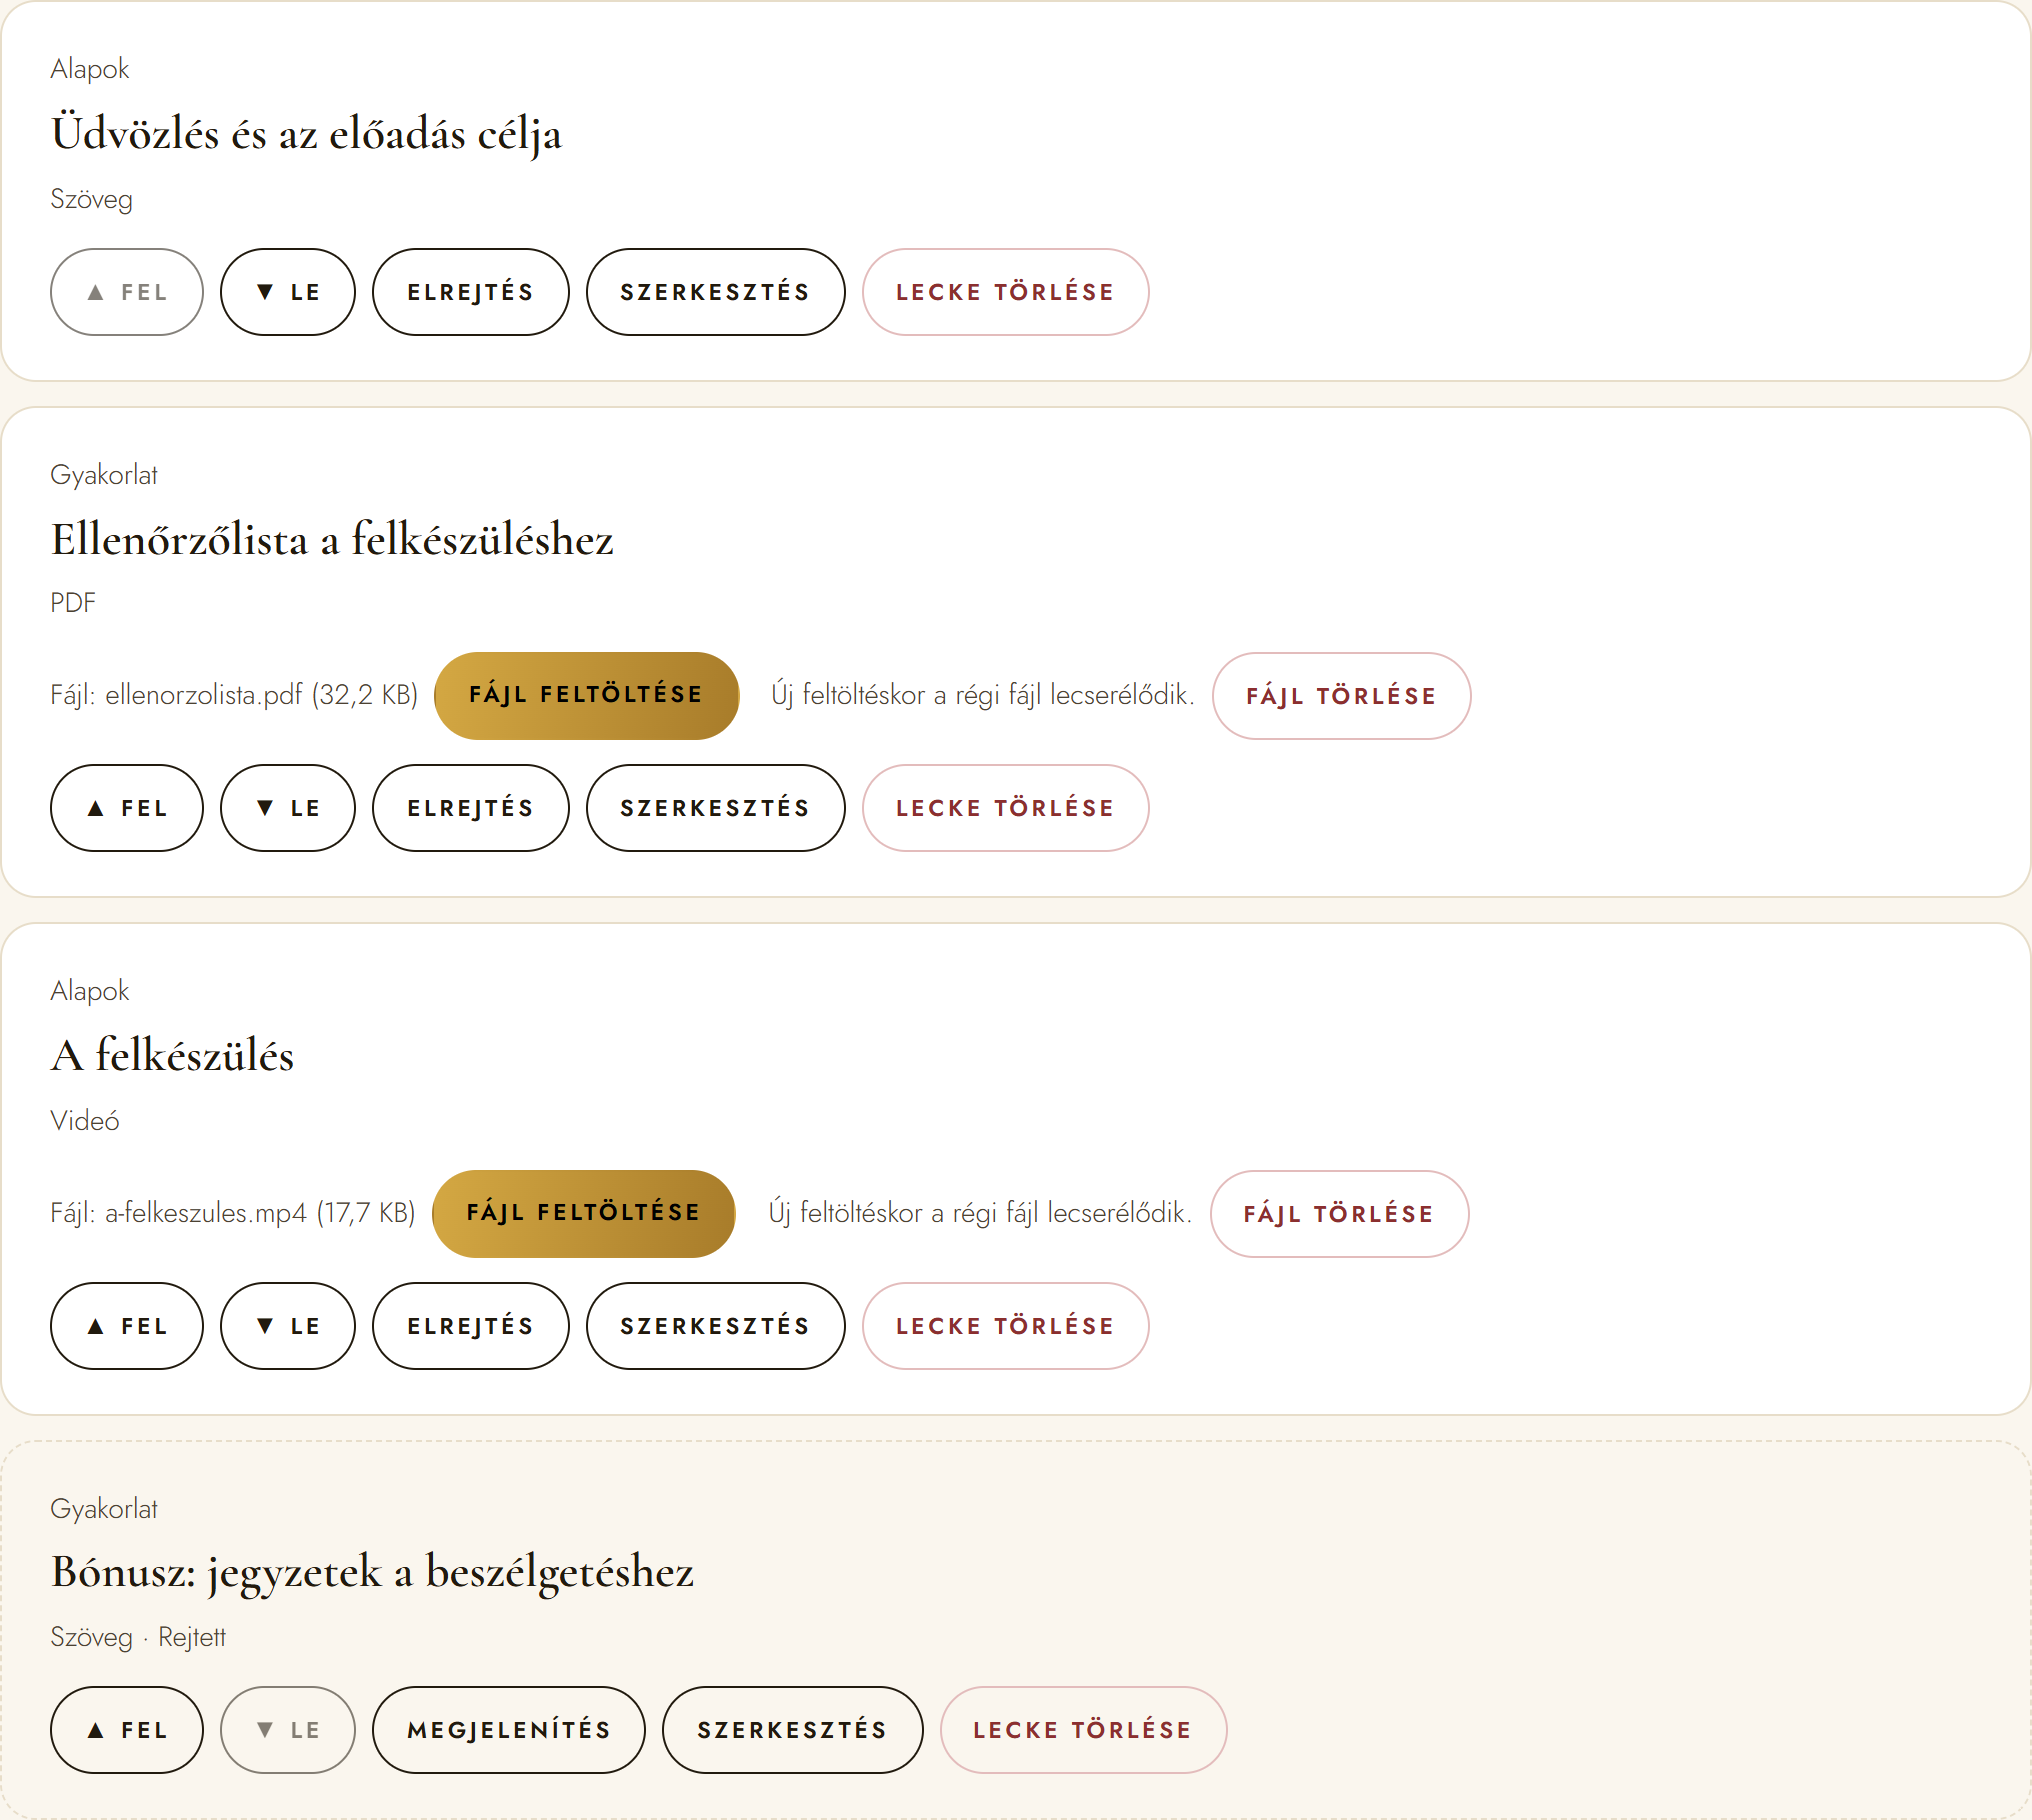 Alapok
Üdvözlés és az előadás célja
Szöveg
▲ FEL ▼ LE ELREJTÉS SZERKESZTÉS LECKE TÖRLÉSE
Gyakorlat
Ellenőrzőlista a felkészüléshez
PDF
Fájl: ellenorzolista.pdf (32,2 KB) FÁJL FELTÖLTÉSE Új feltöltéskor a régi fájl lecserélődik. FÁJL TÖRLÉSE
▲ FEL ▼ LE ELREJTÉS SZERKESZTÉS LECKE TÖRLÉSE
Alapok
A felkészülés
Videó
Fájl: a-felkeszules.mp4 (17,7 KB) FÁJL FELTÖLTÉSE Új feltöltéskor a régi fájl lecserélődik. FÁJL TÖRLÉSE
▲ FEL ▼ LE ELREJTÉS SZERKESZTÉS LECKE TÖRLÉSE
Gyakorlat
Bónusz: jegyzetek a beszélgetéshez
Szöveg · Rejtett
▲ FEL ▼ LE MEGJELENÍTÉS SZERKESZTÉS LECKE TÖRLÉSE